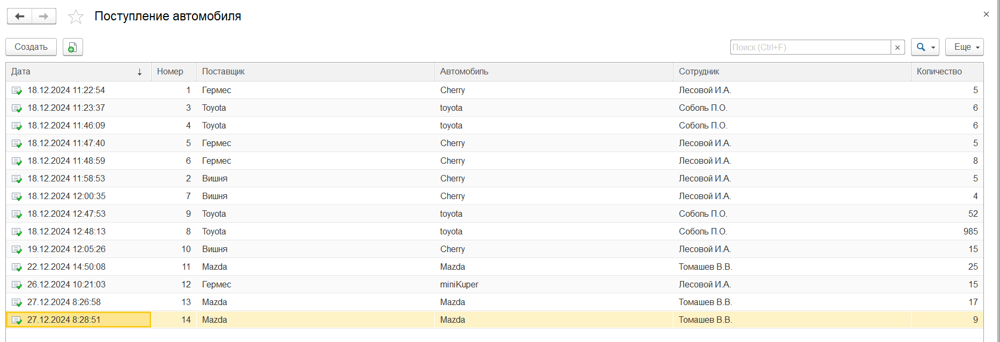 Поступление автомобиля
Создать Поиск (Ctrl+F) Еще
Дата Номер Поставщик Автомобиль Сотрудник Количество
18.12.2024 11:22:54 1 Гермес Cherry Лесовой И.А. 5
18.12.2024 11:23:37 3 Toyota toyota Соболь П.О. 6
18.12.2024 11:46:09 4 Toyota toyota Соболь П.О. 6
18.12.2024 11:47:40 5 Гермес Cherry Лесовой И.А. 5
18.12.2024 11:48:59 6 Гермес Cherry Лесовой И.А. 8
18.12.2024 11:58:53 2 Вишня Cherry Лесовой И.А. 5
18.12.2024 12:00:35 7 Вишня Cherry Лесовой И.А. 4
18.12.2024 12:47:53 9 Toyota toyota Соболь П.О. 52
18.12.2024 12:48:13 8 Toyota toyota Соболь П.О. 985
19.12.2024 12:05:26 10 Вишня Cherry Лесовой И.А. 15
22.12.2024 14:50:08 11 Mazda Mazda Томашев В.В. 25
26.12.2024 10:21:03 12 Гермес miniKuper Лесовой И.А. 15
27.12.2024 8:26:58 13 Mazda Mazda Томашев В.В. 17
27.12.2024 8:28:51 14 Mazda Mazda Томашев В.В. 9